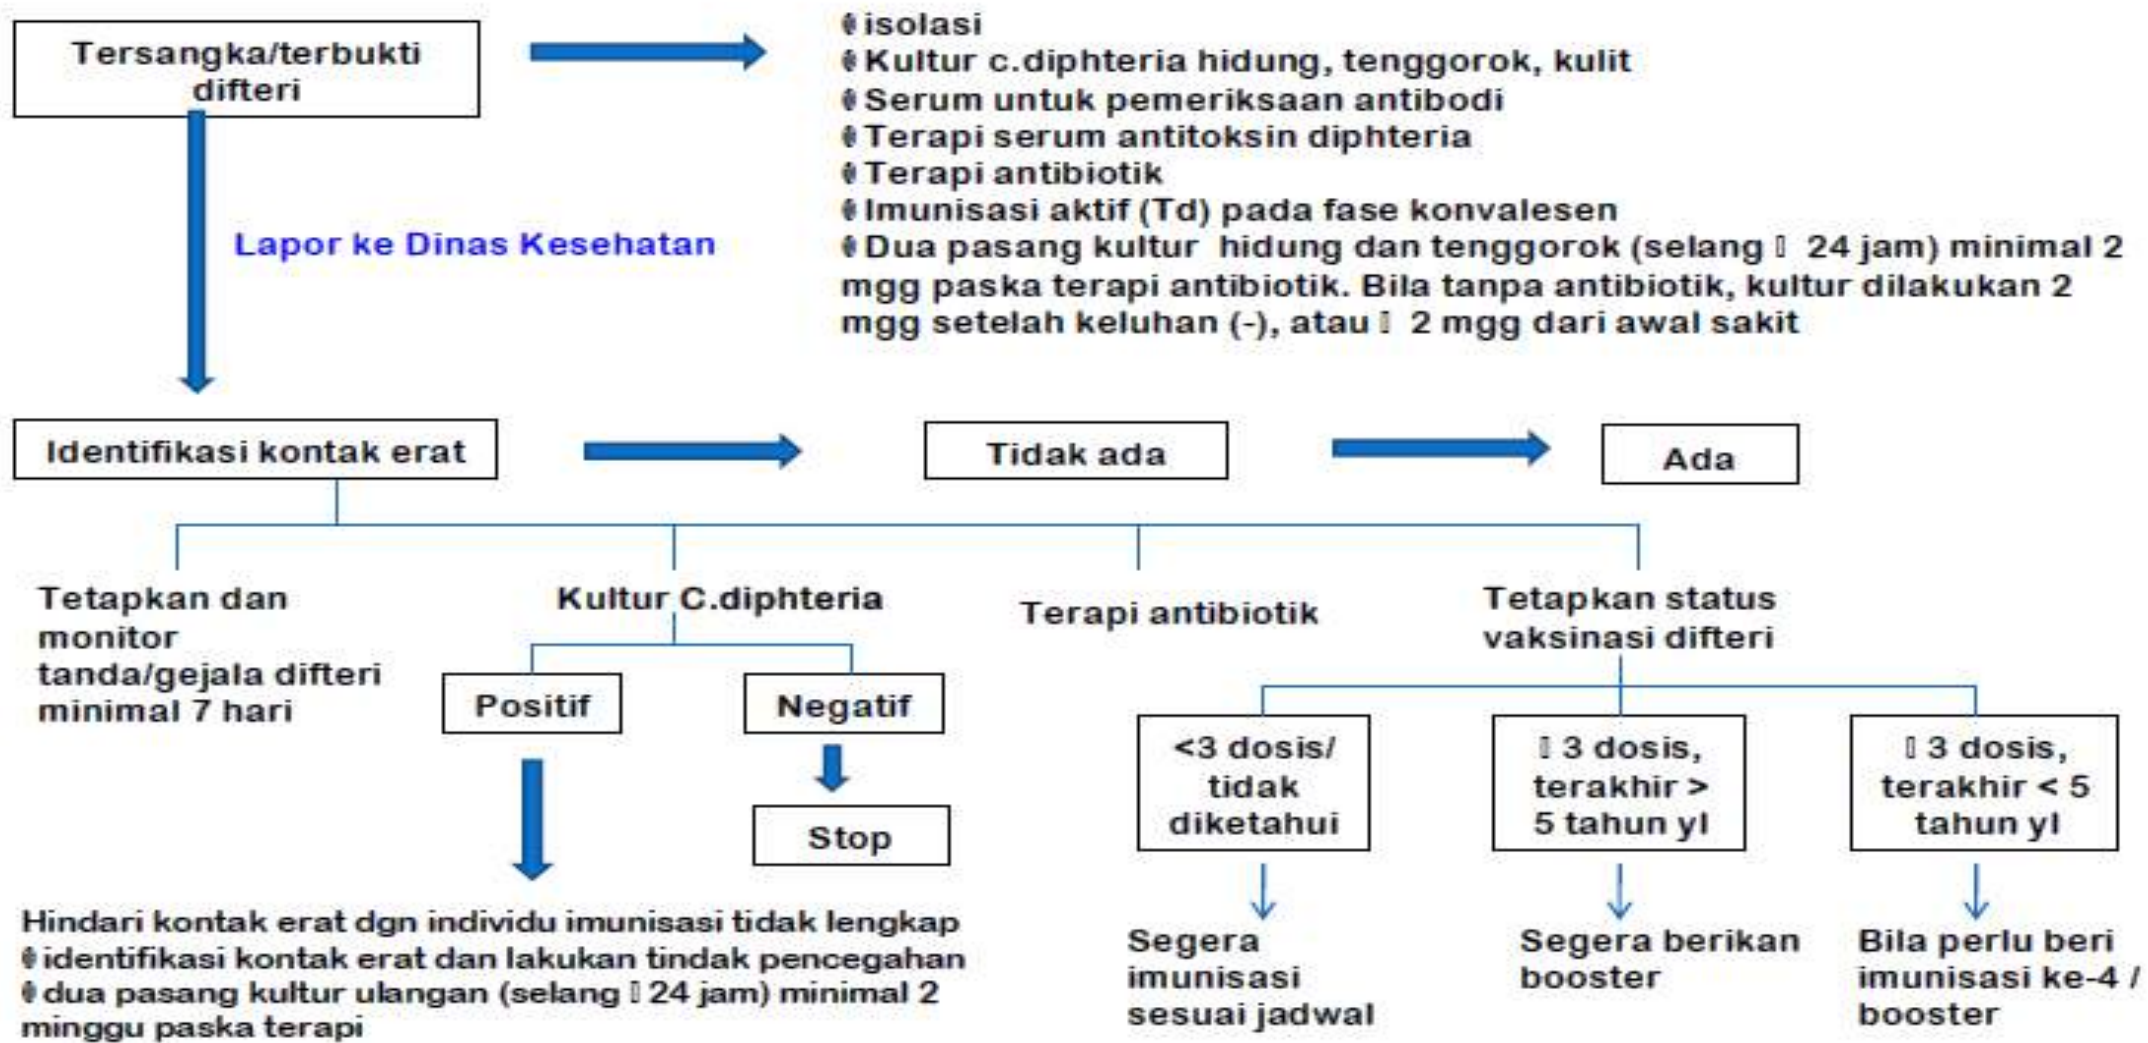 Tersangka/terbukti
difteri
isolasi
Kultur c.diphteria hidung, tenggorok, kulit
Serum untuk pemeriksaan antibodi
Terapi serum antitoksin diphteria
Terapi antibiotik
Imunisasi aktif (Td) pada fase konvalesen
Dua pasang kultur hidung dan tenggorok (selang ▯ 24 jam) minimal 2
mgg paska terapi antibiotik. Bila tanpa antibiotik, kultur dilakukan 2
mgg setelah keluhan (-), atau ▯ 2 mgg dari awal sakit
Lapor ke Dinas Kesehatan
Identifikasi kontak erat
Tidak ada
Ada
Tetapkan dan
monitor
tanda/gejala difteri
minimal 7 hari
Kultur C.diphteria
Positif
Negatif
Stop
Hindari kontak erat dgn individu imunisasi tidak lengkap
identifikasi kontak erat dan lakukan tindak pencegahan
dua pasang kultur ulangan (selang ▯ 24 jam) minimal 2
minggu paska terapi
Terapi antibiotik
Tetapkan status
vaksinasi difteri
<3 dosis/
tidak
diketahui
▯ 3 dosis,
terakhir >
5 tahun yl
▯ 3 dosis,
terakhir < 5
tahun yl
Segera
imunisasi
sesuai jadwal
Segera berikan
booster
Bila perlu beri
imunisasi ke-4 /
booster